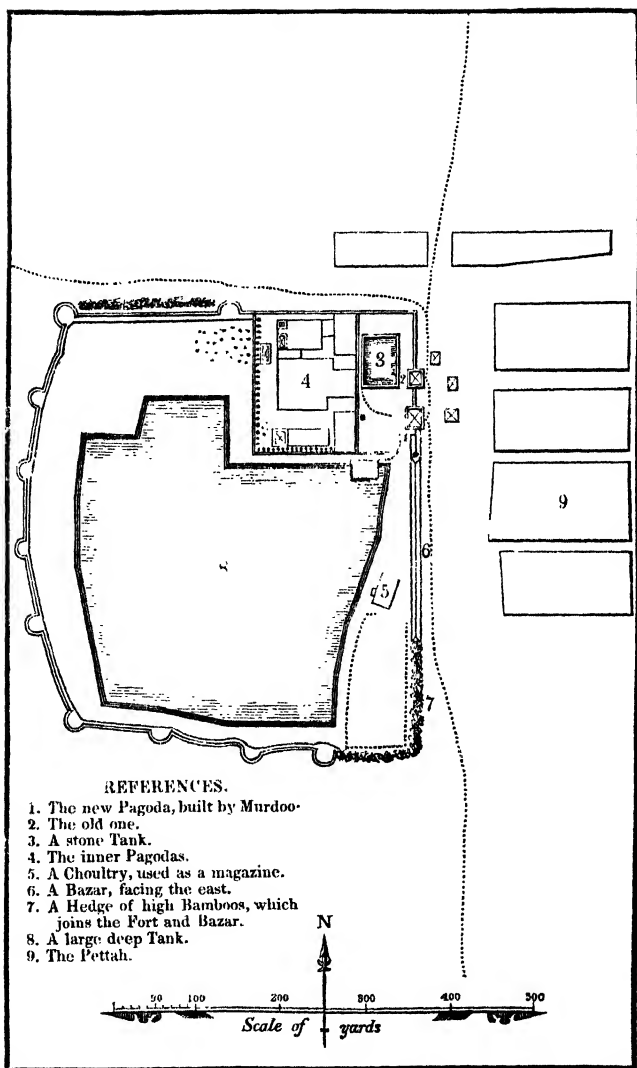 3
4
9
6
5
7
REFERENCES.
1. The new Pagoda, built by Murdoo-
2. The old one.
3. A stone Tank.
4. The inner Pagodas.
5. A Choultry, used as a magazine.
6. A Bazar, facing the east.
7. A Hedge of high Bamboos, which
joins the Fort and Bazar.
8. A large deep Tank.
9. The Pettah.
N
50 100 200 300 400 500
Scale of yards